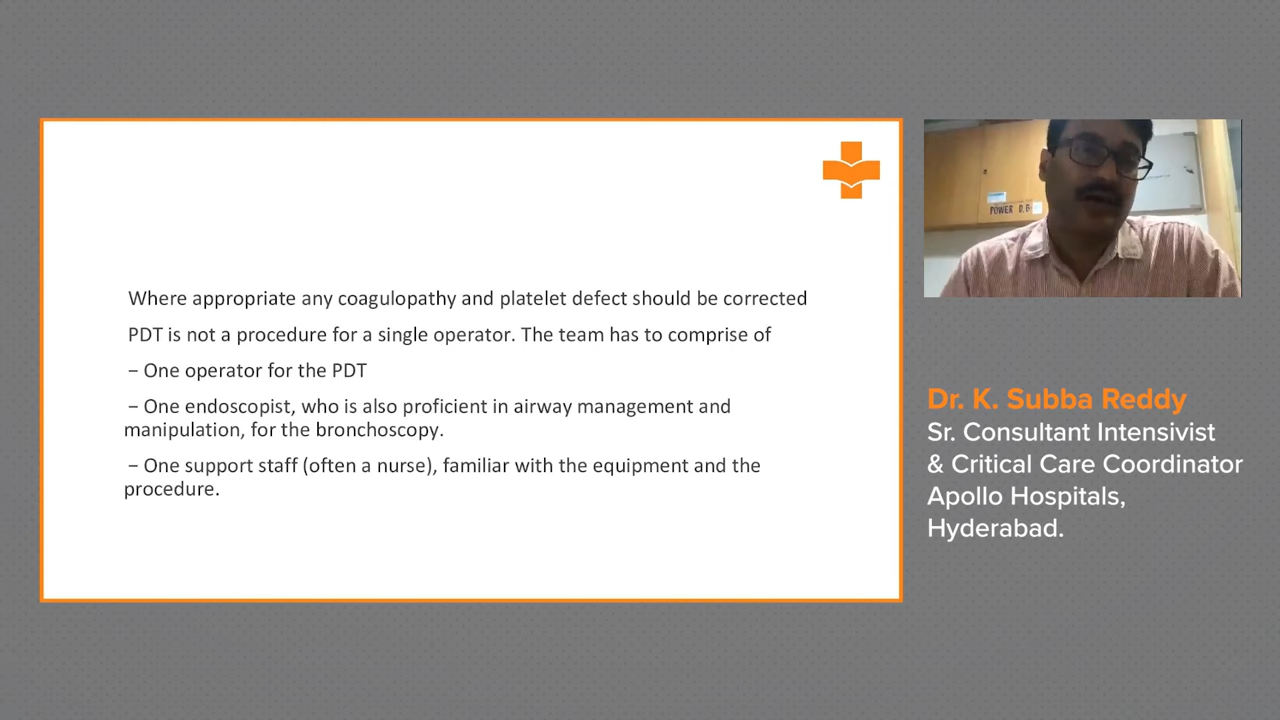 Where appropriate any coagulopathy and platelet defect should be corrected
PDT is not a procedure for a single operator. The team has to comprise of
– One operator for the PDT
– One endoscopist, who is also proficient in airway management and
manipulation, for the bronchoscopy.
– One support staff (often a nurse), familiar with the equipment and the
procedure.
POWER D.B
Dr. K. Subba Reddy
Sr. Consultant Intensivist
& Critical Care Coordinator
Apollo Hospitals,
Hyderabad.